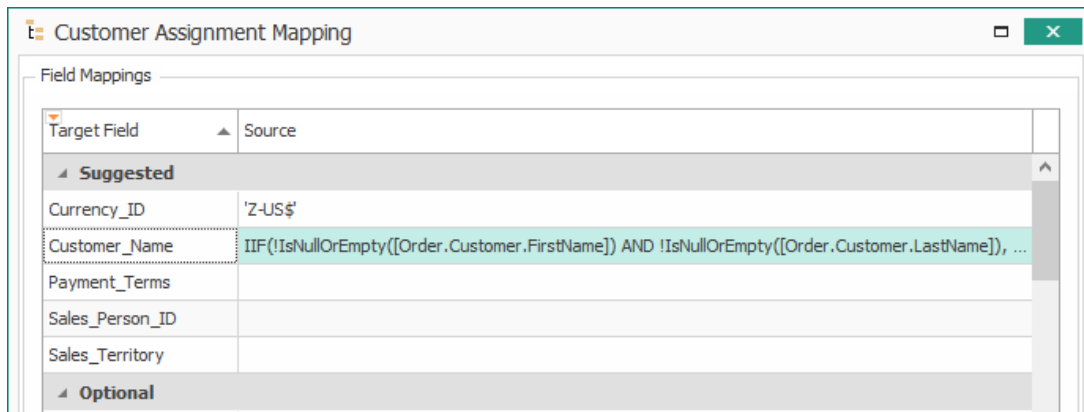 Customer Assignment Mapping
Field Mappings
Target Field Source
Suggested
Currency_ID 'Z-US$'
Customer_Name IIF(!IsNullOrEmpty([Order.Customer.FirstName]) AND !IsNullOrEmpty([Order.Customer.LastName]), ...
Payment_Terms
Sales_Person_ID
Sales_Territory
Optional